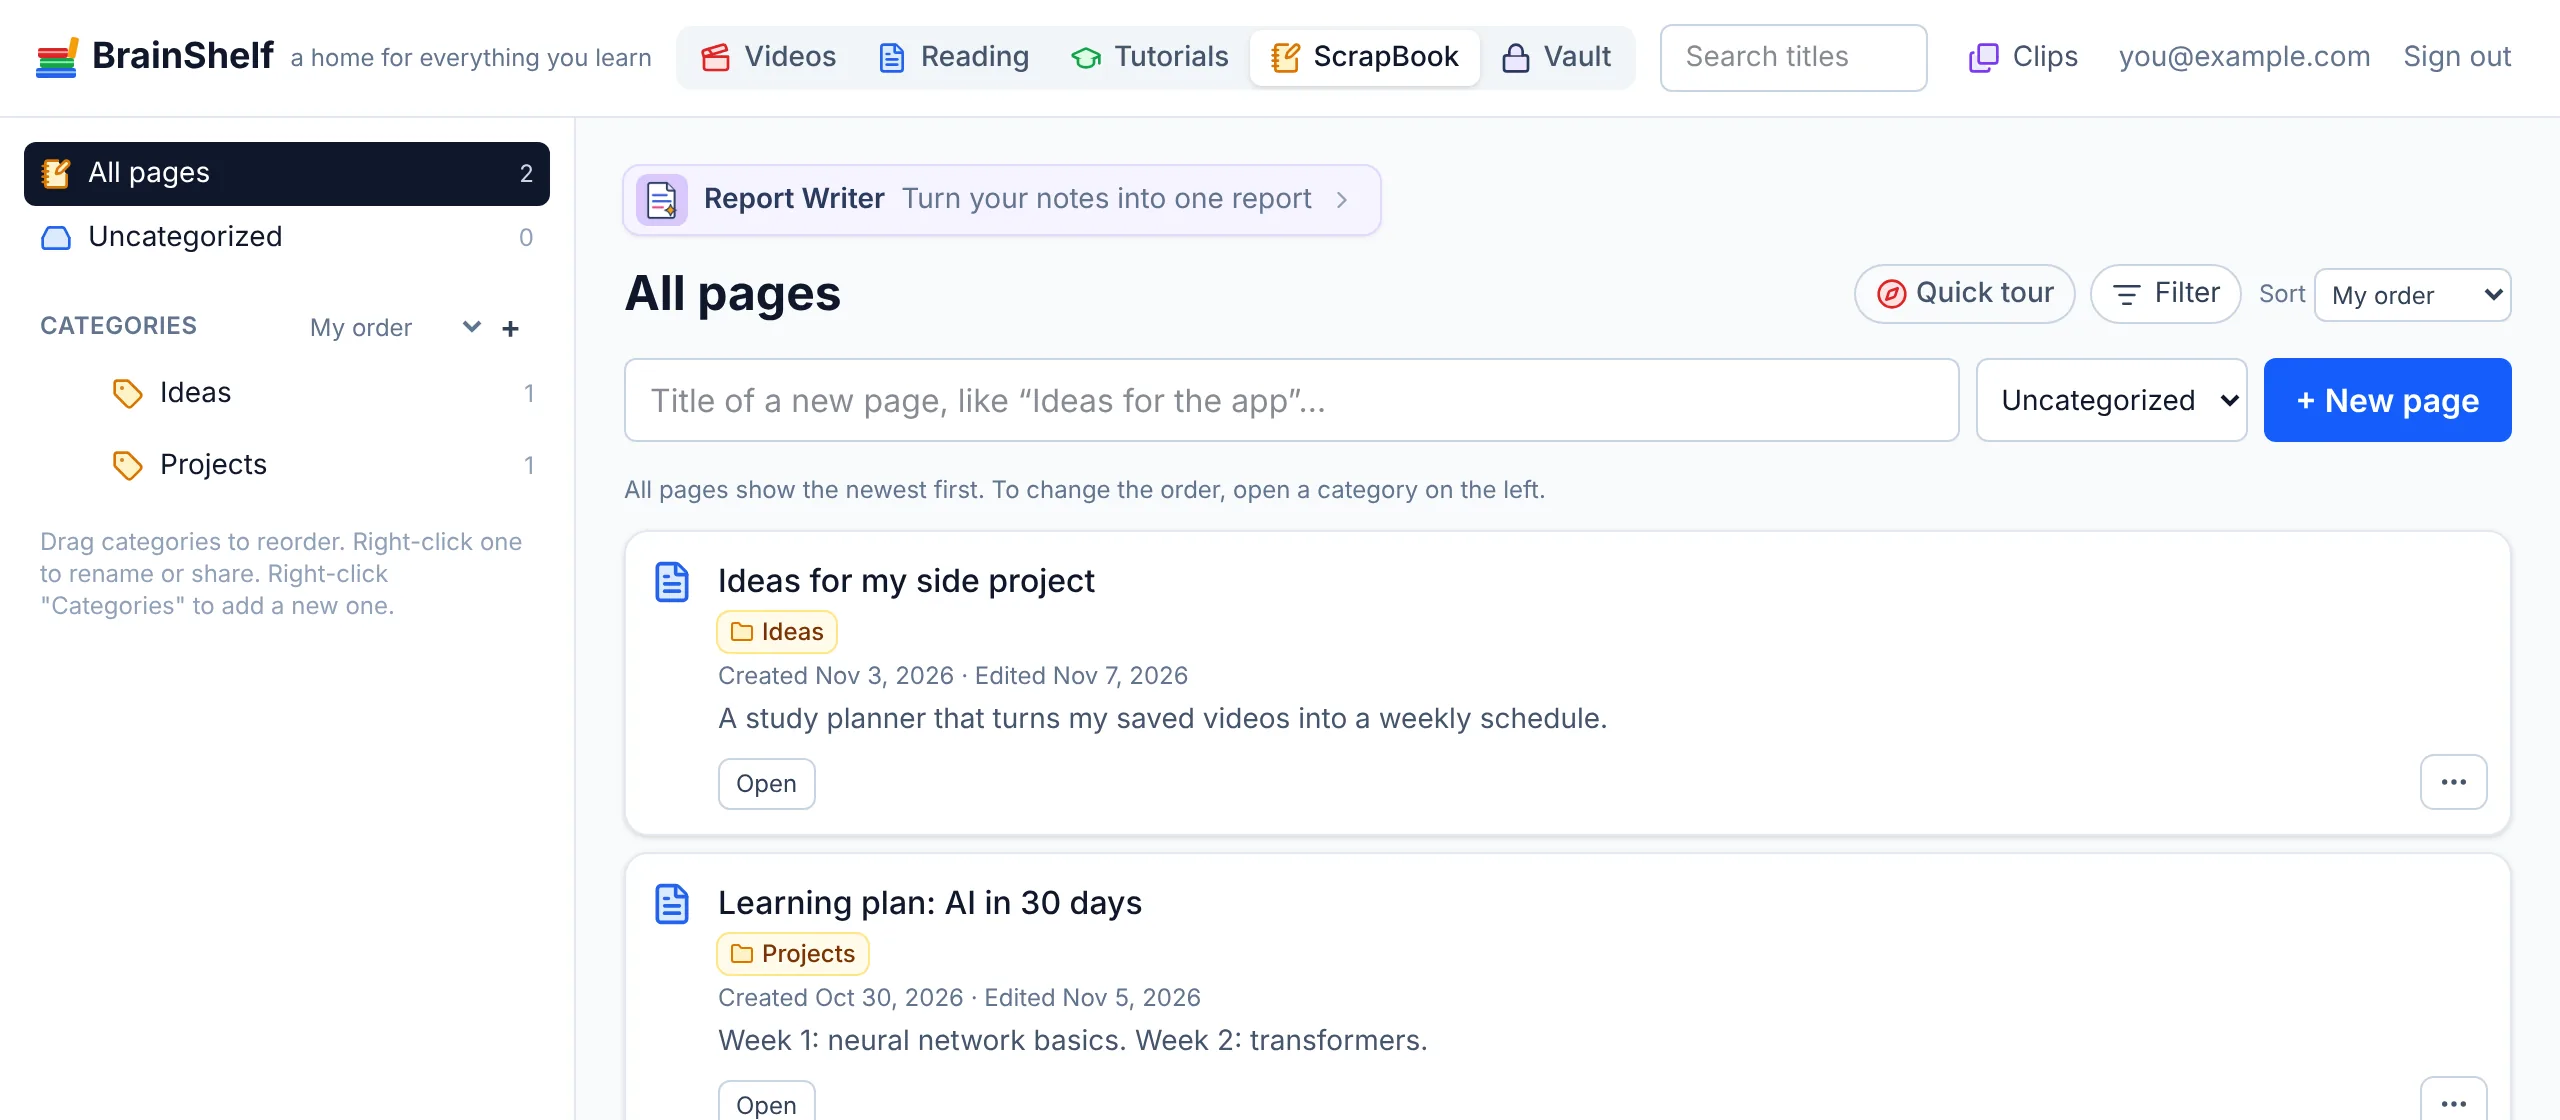 BrainShelf a home for everything you learn Videos Reading Tutorials ScrapBook Vault Search titles Clips you@example.com Sign out
All pages 2
Uncategorized 0
CATEGORIES My order +
Ideas 1
Projects 1
Drag categories to reorder. Right-click one
to rename or share. Right-click
"Categories" to add a new one.
Report Writer Turn your notes into one report
All pages Quick tour Filter Sort My order
Title of a new page, like “Ideas for the app”... Uncategorized + New page
All pages show the newest first. To change the order, open a category on the left.
Ideas for my side project
Ideas
Created Nov 3, 2026 · Edited Nov 7, 2026
A study planner that turns my saved videos into a weekly schedule.
Open
Learning plan: AI in 30 days
Projects
Created Oct 30, 2026 · Edited Nov 5, 2026
Week 1: neural network basics. Week 2: transformers.
Open